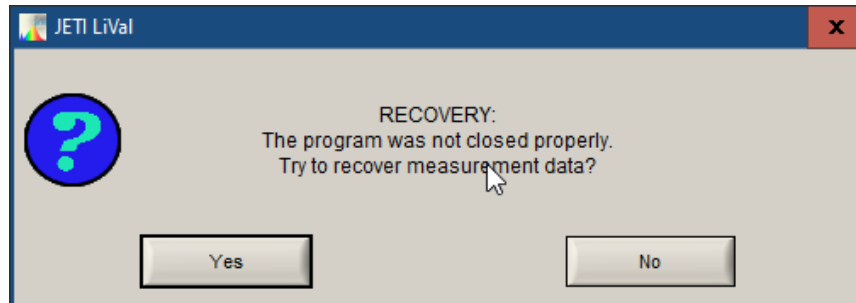 JETI LiVal
x
RECOVERY:
The program was not closed properly.
Try to recover measurement data?
?
Yes
No